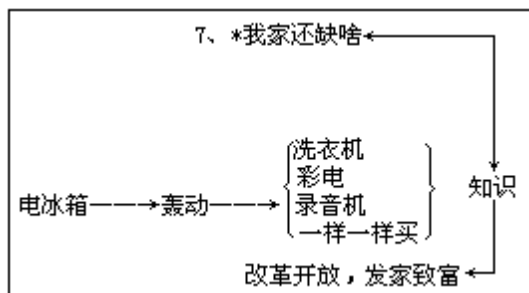 7、*我家还缺啥
洗衣机
彩电
电冰箱 轰动 录音机 知识
一样一样买
改革开放，发家致富